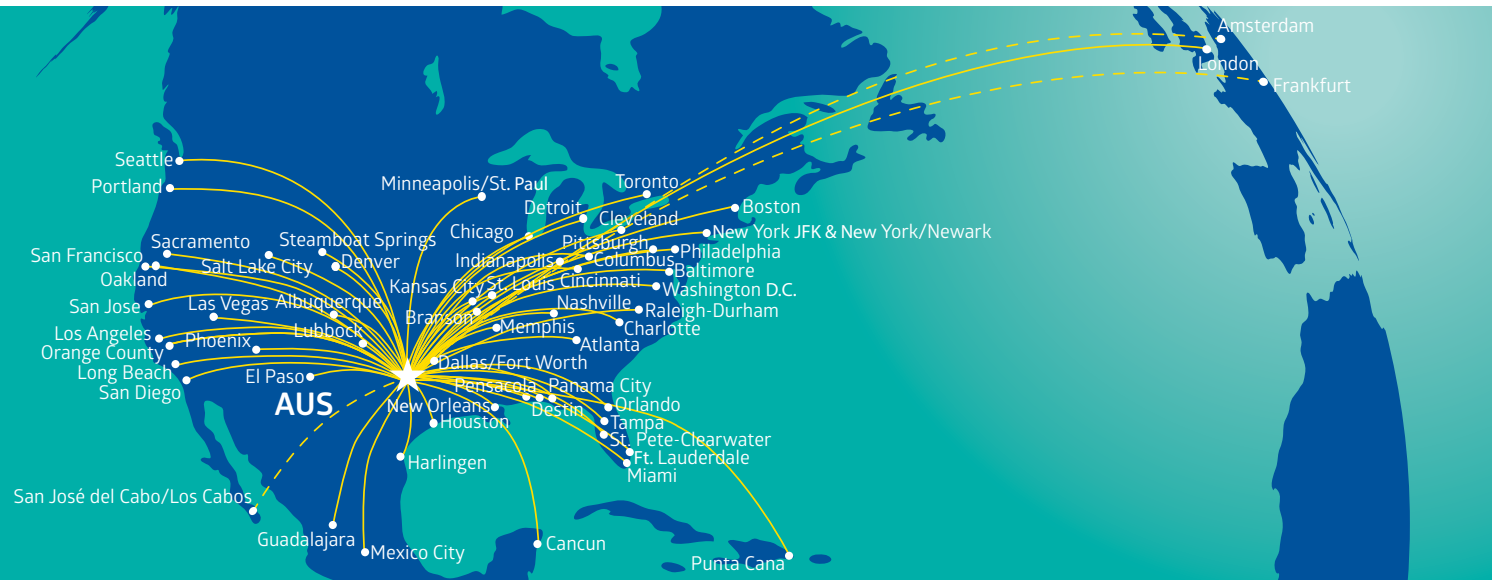 Amsterdam
London
Frankfurt
Seattle
Portland
Minneapolis/St. Paul
Toronto
Detroit
Cleveland
Boston
Chicago
New York JFK & New York/Newark
Sacramento
Steamboat Springs
Pittsburgh
Philadelphia
San Francisco
Salt Lake City
Denver
Indianapolis
Columbus
Baltimore
Oakland
Kansas City
St. Louis
Cincinnati
Washington D.C.
San Jose
Las Vegas
Albuquerque
Nashville
Raleigh-Durham
Branson
Memphis
Charlotte
Los Angeles
Phoenix
Lubbock
Atlanta
Orange County
Dallas/Fort Worth
Long Beach
El Paso
San Diego
Pensacola
Panama City
AUS
New Orleans
Destin
Orlando
Houston
Tampa
St. Pete-Clearwater
Harlingen
Ft. Lauderdale
Miami
San José del Cabo/Los Cabos
Guadalajara
Mexico City
Cancun
Punta Cana